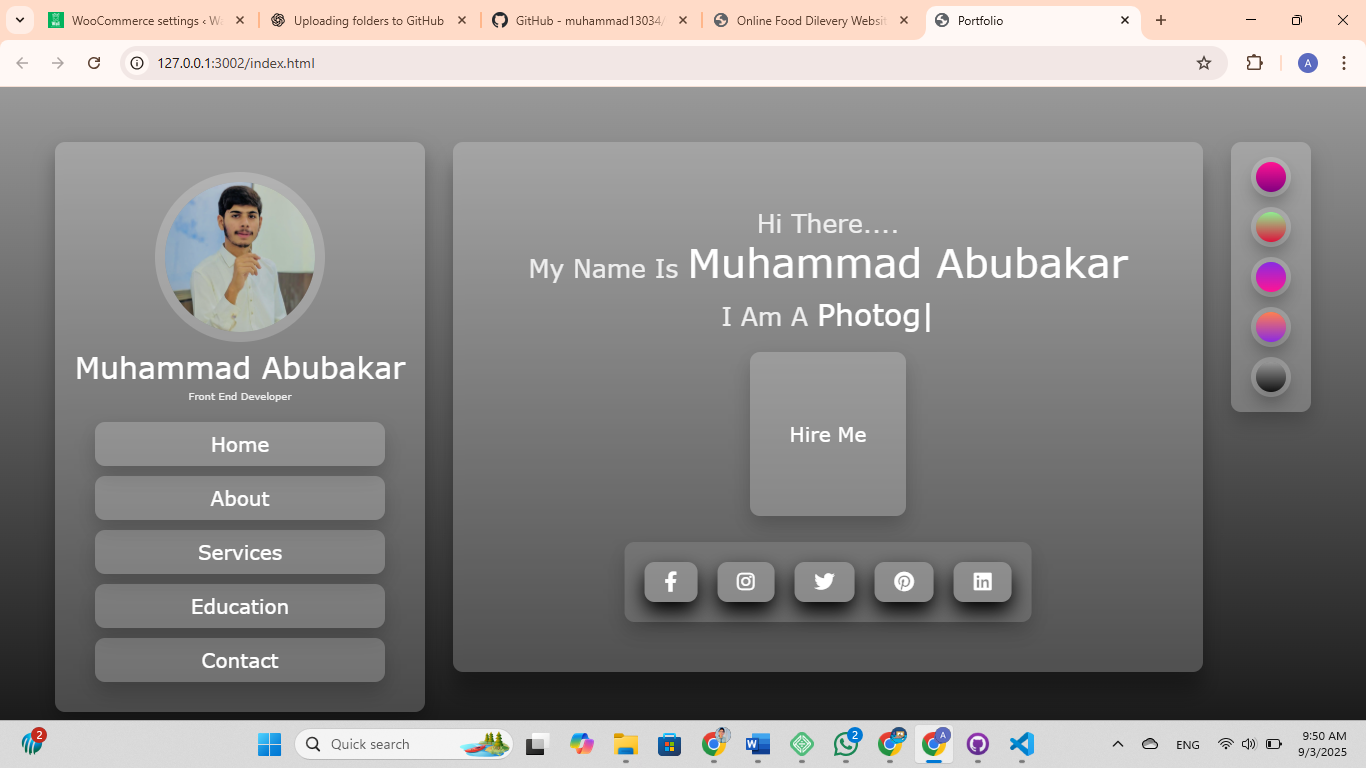 WooCommerce settings ‹ W
Uploading folders to GitHub
GitHub - muhammad13034/
Online Food Dilevery Websit
Portfolio
127.0.0.1:3002/index.html
A
Muhammad Abubakar
Front End Developer
Home
About
Services
Education
Contact
Hi There....
My Name Is Muhammad Abubakar
I Am A Photog|
Hire Me
2
Quick search
2
A
ENG
9:50 AM
9/3/2025